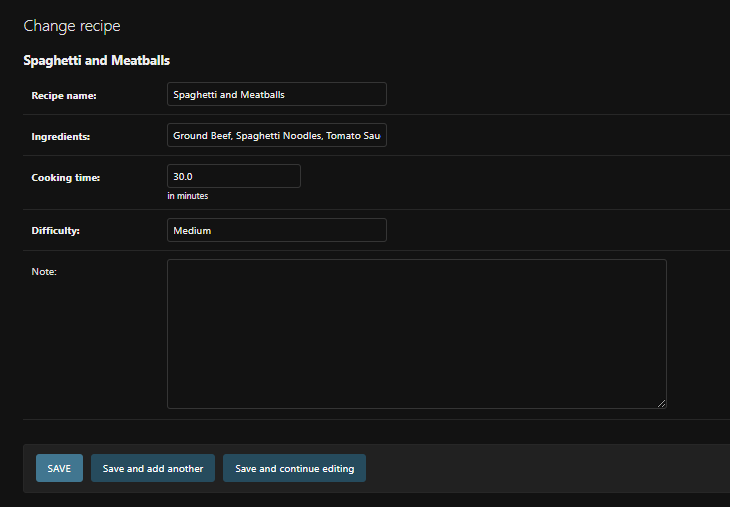 Change recipe
Spaghetti and Meatballs
Recipe name: Spaghetti and Meatballs
Ingredients: Ground Beef, Spaghetti Noodles, Tomato Sau
Cooking time: 30.0
in minutes
Difficulty: Medium
Note:
SAVE Save and add another Save and continue editing